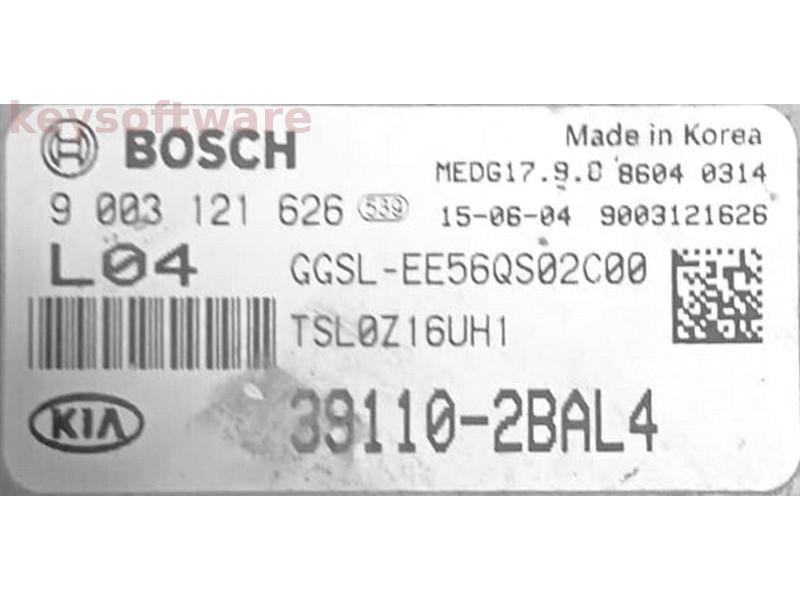 keysoftware
BOSCH
Made in Korea
MEDG17.9.8 8604 0314
9 003 121 626 539
15-06-04 9003121626
L04
GGSL-EE56QS02C00
TSL0Z16UH1
KIA
39110-2BAL4